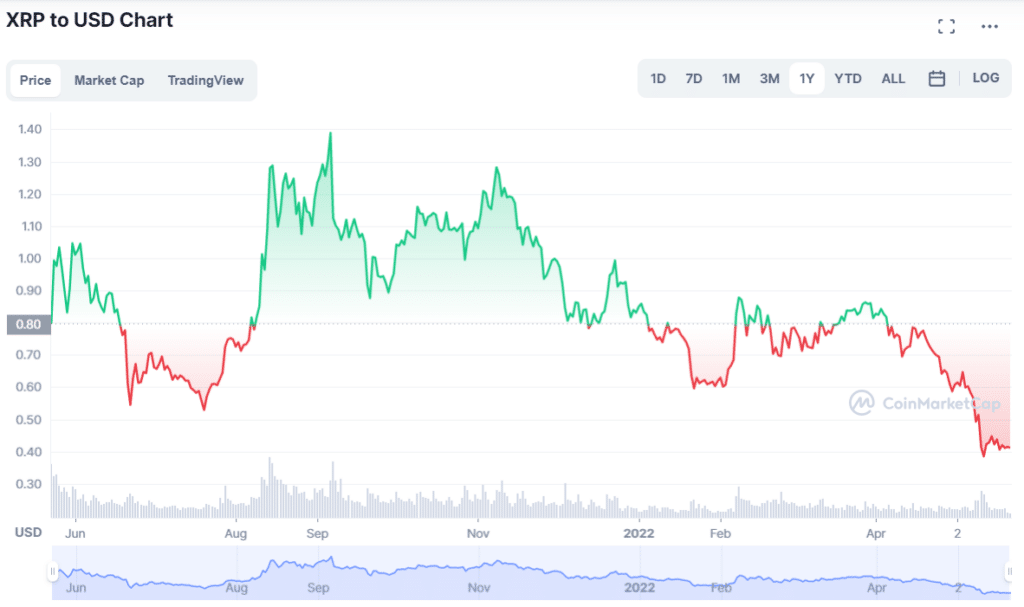 XRP to USD Chart
Price Market Cap TradingView 1D 7D 1M 3M 1Y YTD ALL LOG
1.40
1.30
1.20
1.10
1.00
0.90
0.80
0.70
0.60
0.50
0.40
0.30
CoinMarketCap
USD Jun Aug Sep Nov 2022 Feb Apr 2
Jun Aug Sep Nov 2022 Feb Apr 2